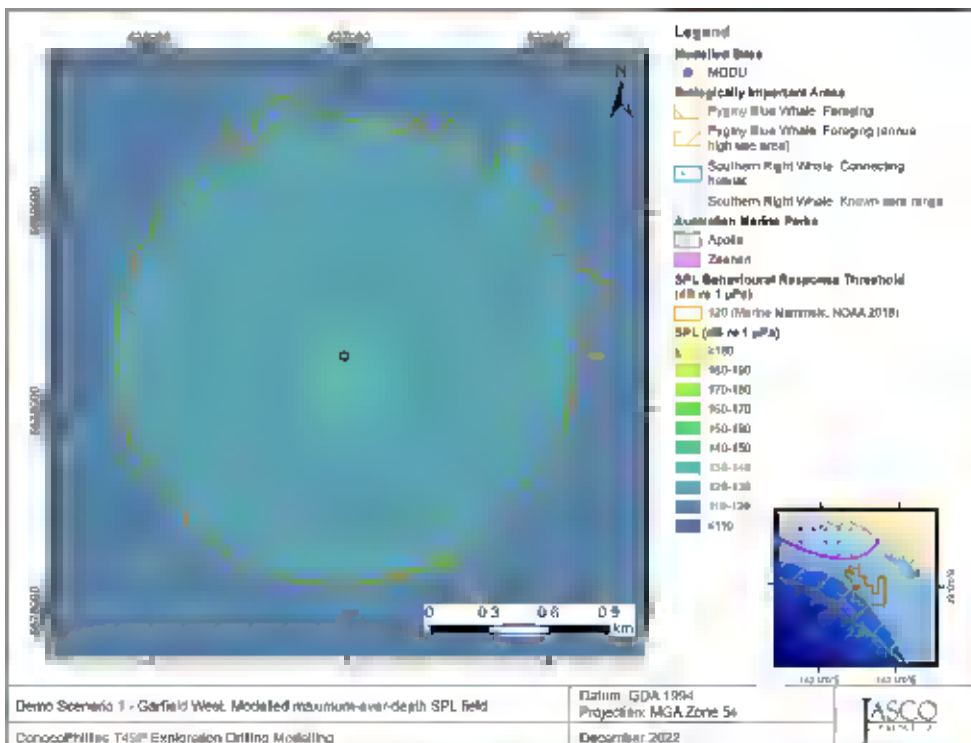 Legend
Modelled Sites
MODU
Biologically Important Areas
Pygmy Blue Whale Foraging
Pygmy Blue Whale Foraging (annual high use area)
Southern Right Whale Connecting habitat
Southern Right Whale Known core range
Australian Marine Parks
Apollo
Zeehan
SPL Behavioural Response Threshold
(dB re 1 µPa)
120 (Marine Mammals, NOAA 2019)
SPL (dB re 1 µPa)
>190
180-190
170-180
160-170
150-160
140-150
130-140
120-130
110-120
<110
N
0 0.3 0.6 0.9
km
Demo Scenario 1 - Garfield West. Modelled maximum-over-depth SPL field
Datum: GDA 1994
Projection: MGA Zone 54
JASCO
ConocoPhillips T49P Exploration Drilling Modelling
December 2022